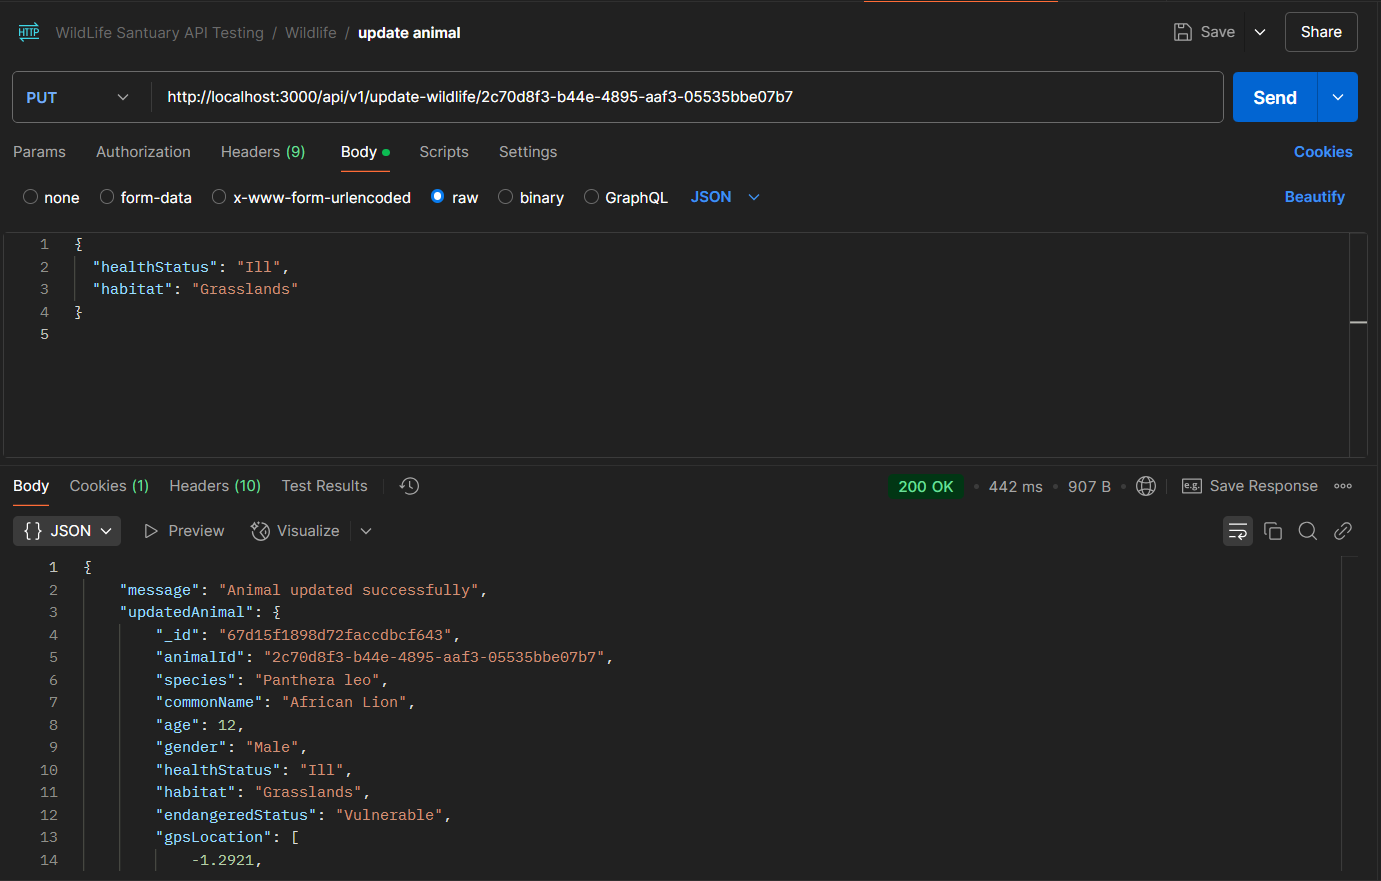 HTTP WildLife Santuary API Testing / Wildlife / update animal Save Share
PUT http://localhost:3000/api/v1/update-wildlife/2c70d8f3-b44e-4895-aaf3-05535bbe07b7 Send
Params Authorization Headers (9) Body Scripts Settings Cookies
none form-data x-www-form-urlencoded raw binary GraphQL JSON Beautify
1 {
2 "healthStatus": "Ill",
3 "habitat": "Grasslands"
4 }
5
Body Cookies (1) Headers (10) Test Results 200 OK • 442 ms • 907 B • e.g. Save Response
{} JSON Preview Visualize
1 {
2 "message": "Animal updated successfully",
3 "updatedAnimal": {
4 "_id": "67d15f1898d72faccdbcf643",
5 "animalId": "2c70d8f3-b44e-4895-aaf3-05535bbe07b7",
6 "species": "Panthera leo",
7 "commonName": "African Lion",
8 "age": 12,
9 "gender": "Male",
10 "healthStatus": "Ill",
11 "habitat": "Grasslands",
12 "endangeredStatus": "Vulnerable",
13 "gpsLocation": [
14 -1.2921,